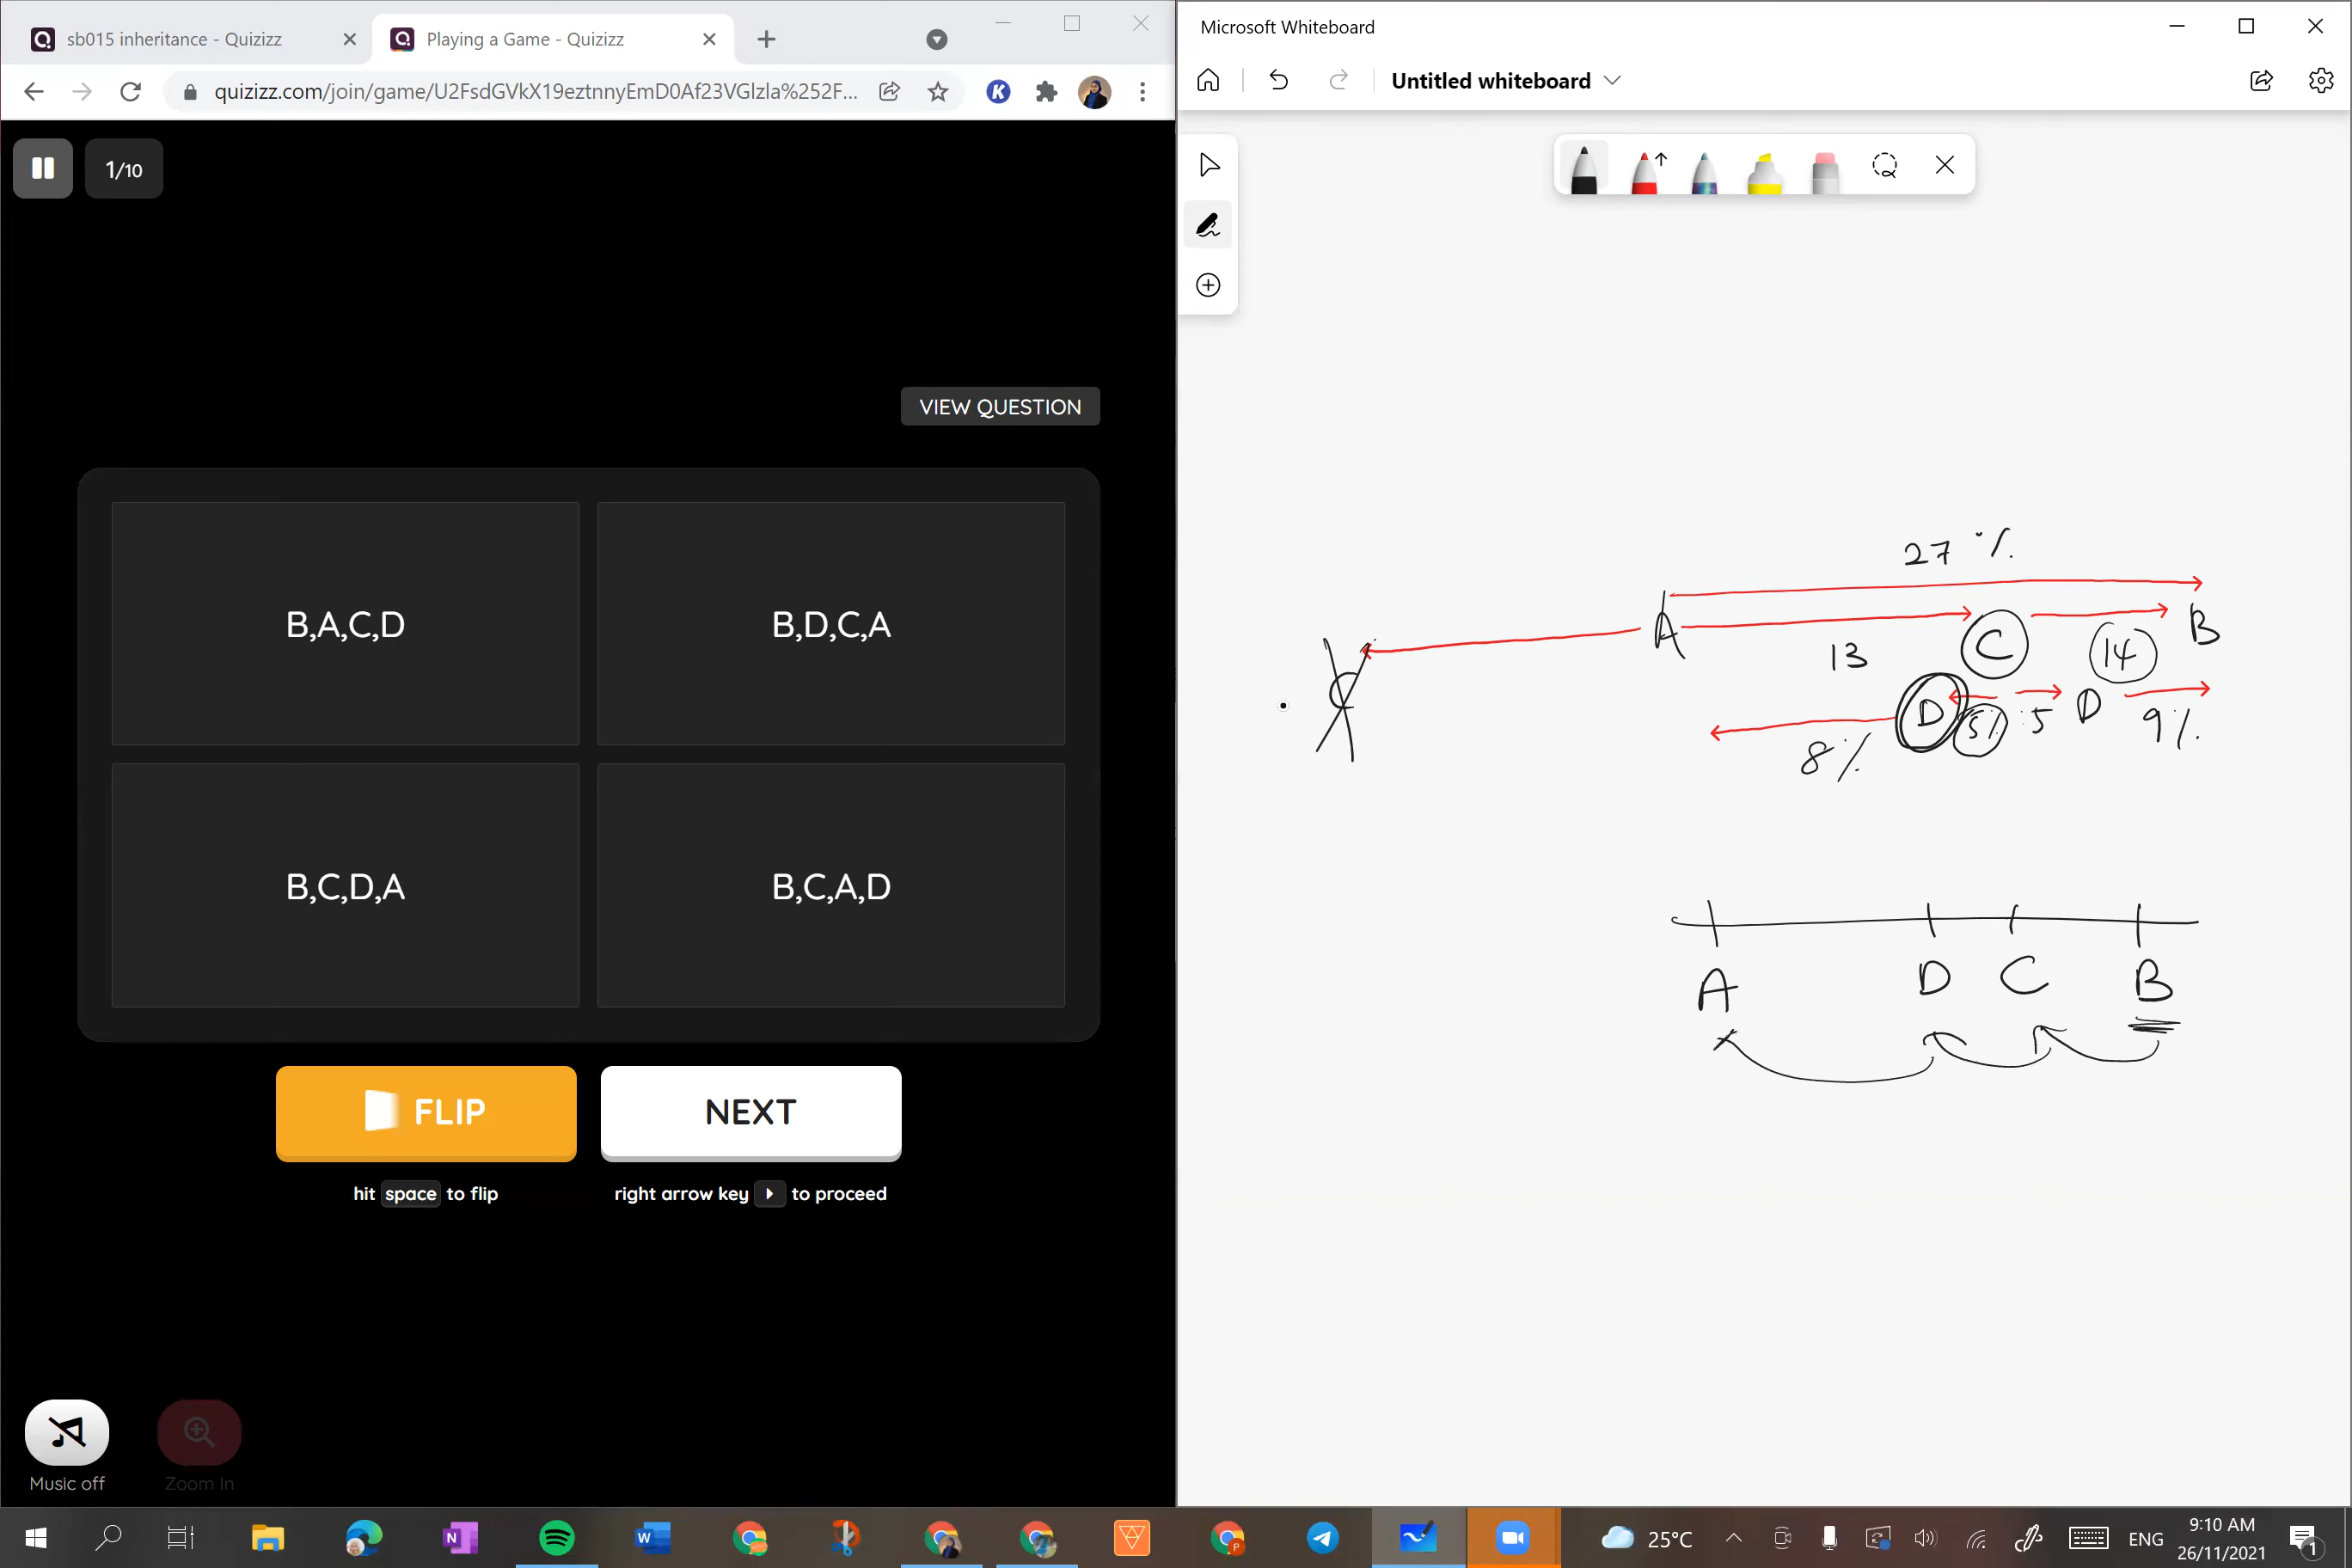 sb015 inheritance - Quizizz
Playing a Game - Quizizz
quizizz.com/join/game/U2FsdGVkX19eztnnyEmD0Af23VGlzla%252F...
K
1/10
VIEW QUESTION
B,A,C,D
B,D,C,A
B,C,D,A
B,C,A,D
FLIP
NEXT
hit space to flip
right arrow key to proceed
Music off
Zoom In
Microsoft Whiteboard
Untitled whiteboard
27 %
A
C
B
13
14
C
D
5%
5
D
9%
8%
A D C B
25°C
ENG
9:10 AM
26/11/2021
1